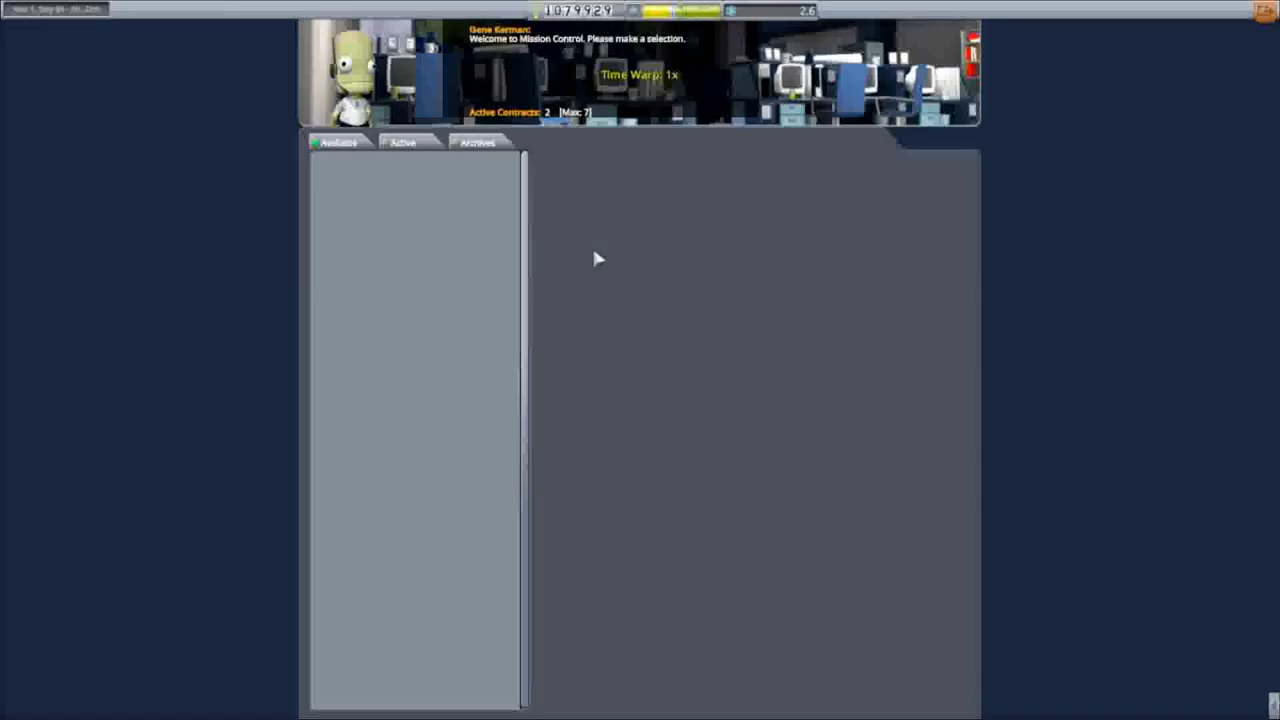 1079929
2.6
Gene Kerman:
Welcome to Mission Control. Please make a selection.
Time Warp: 1x
Active Contracts: 2 [Max: 7]
Available Active Archived